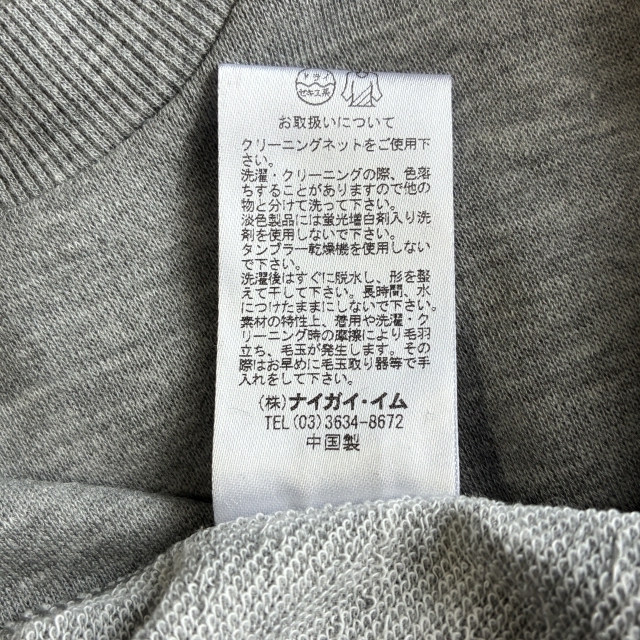 ドライ
セキユ系
お取扱いについて
クリーニングネットをご使用下
さい。
洗濯・クリーニングの際、色落
ちすることがありますので他の
物と分けて洗って下さい。
淡色製品には蛍光増白剤入り洗
剤を使用しないで下さい。
タンブラー乾燥機を使用しない
で下さい。
洗濯後はすぐに脱水し、形を整
えて干して下さい。長時間、水
につけたままにしないで下さい。
素材の特性上、着用や洗濯・ク
リーニング時の摩擦により毛羽
立ち、毛玉が発生します。その
際はお早めに毛玉取り器等で手
入れをして下さい。
(株)ナイガイ・イム
TEL(03)3634-8672
中国製